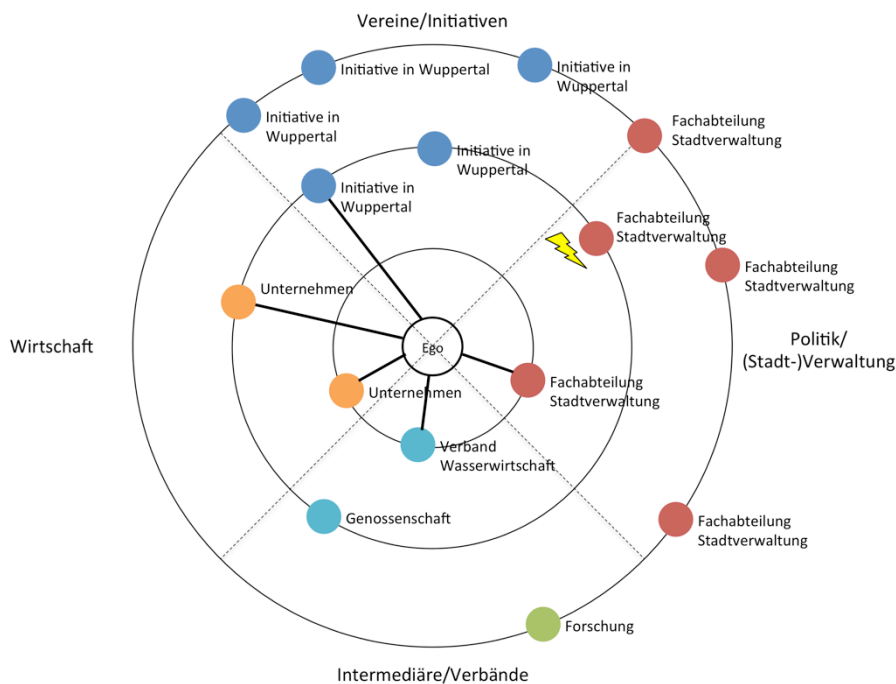 Vereine/Initiativen
Initiative in Wuppertal
Initiative in
Wuppertal
Initiative in
Wuppertal
Fachabteilung
Stadtverwaltung
Initiative in
Wuppertal
Initiative in
Wuppertal
Fachabteilung
Stadtverwaltung
Fachabteilung
Stadtverwaltung
Unternehmen
Wirtschaft
Ego
Politik/
(Stadt-)Verwaltung
Unternehmen
Fachabteilung
Stadtverwaltung
Verband
Wasserwirtschaft
Genossenschaft
Fachabteilung
Stadtverwaltung
Forschung
Intermediäre/Verbände